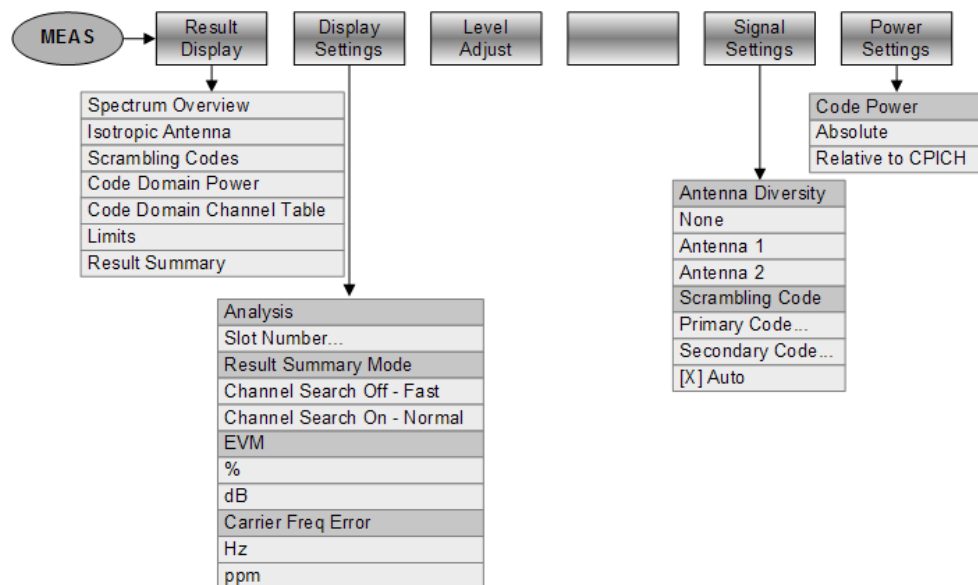 MEAS
Result
Display
Display
Settings
Level
Adjust
Signal
Settings
Power
Settings
Spectrum Overview
Isotropic Antenna
Scrambling Codes
Code Domain Power
Code Domain Channel Table
Limits
Result Summary
Analysis
Slot Number...
Result Summary Mode
Channel Search Off - Fast
Channel Search On - Normal
EVM
%
dB
Carrier Freq Error
Hz
ppm
Antenna Diversity
None
Antenna 1
Antenna 2
Scrambling Code
Primary Code...
Secondary Code...
[X] Auto
Code Power
Absolute
Relative to CPICH